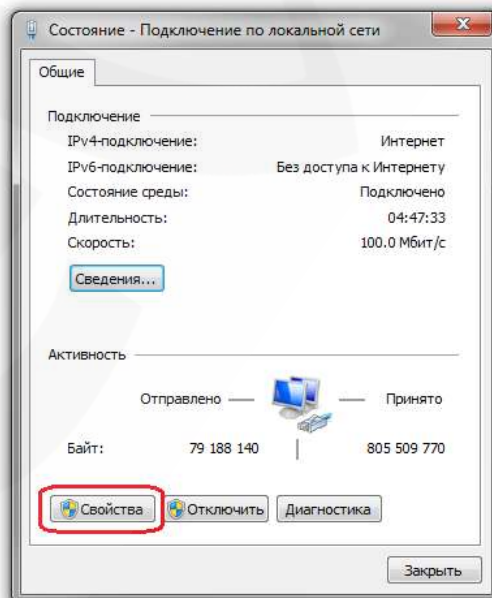 Состояние - Подключение по локальной сети
Общие
Подключение
IPv4-подключение: Интернет
IPv6-подключение: Без доступа к Интернету
Состояние среды: Подключено
Длительность: 04:47:33
Скорость: 100.0 Мбит/с
Сведения...
Активность
Отправлено — — Принято
Байт: 79 188 140 | 805 509 770
Свойства Отключить Диагностика
Закрыть